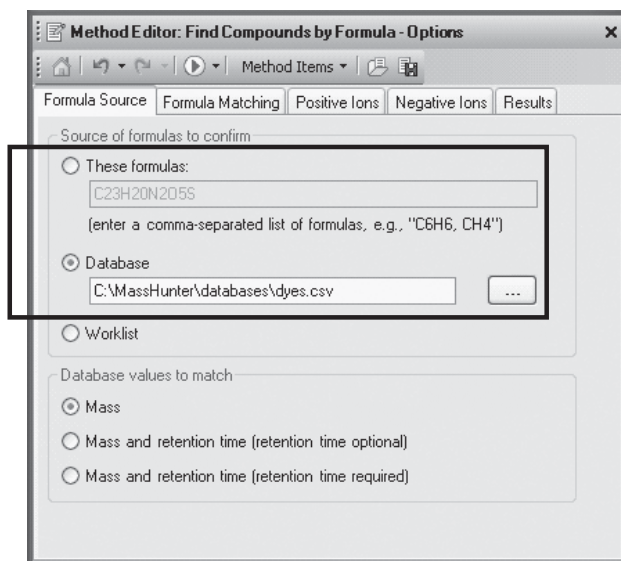 Method Editor: Find Compounds by Formula - Options
Method Items
Formula Source Formula Matching Positive Ions Negative Ions Results
Source of formulas to confirm
These formulas:
C23H20N2O5S
(enter a comma-separated list of formulas, e.g., "C6H6, CH4")
Database
C:\MassHunter\databases\dyes.csv
...
Worklist
Database values to match
Mass
Mass and retention time (retention time optional)
Mass and retention time (retention time required)